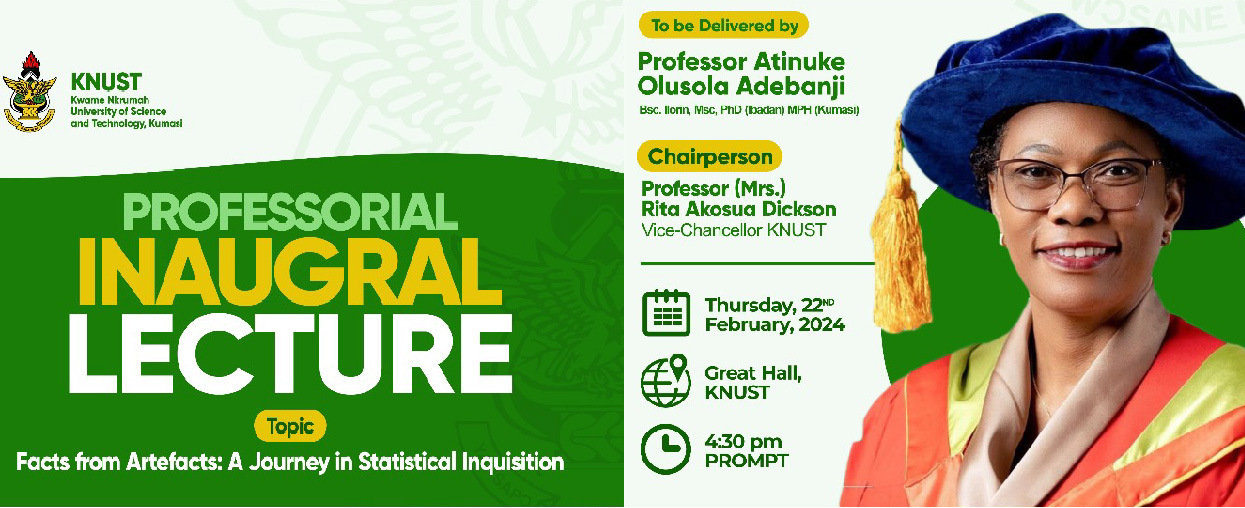 KNUST
Kwame Nkrumah
University of Science
and Technology, Kumasi
PROFESSORIAL
INAUGRAL
LECTURE
Topic
Facts from Artefacts: A Journey in Statistical Inquisition
To be Delivered by
Professor Atinuke
Olusola Adebanji
Bsc. Ilorin, Msc, PhD (Ibadan) MPH (Kumasi)
Chairperson
Professor (Mrs.)
Rita Akosua Dickson
Vice-Chancellor KNUST
Thursday, 22ND
February, 2024
Great Hall,
KNUST
4:30 pm
PROMPT